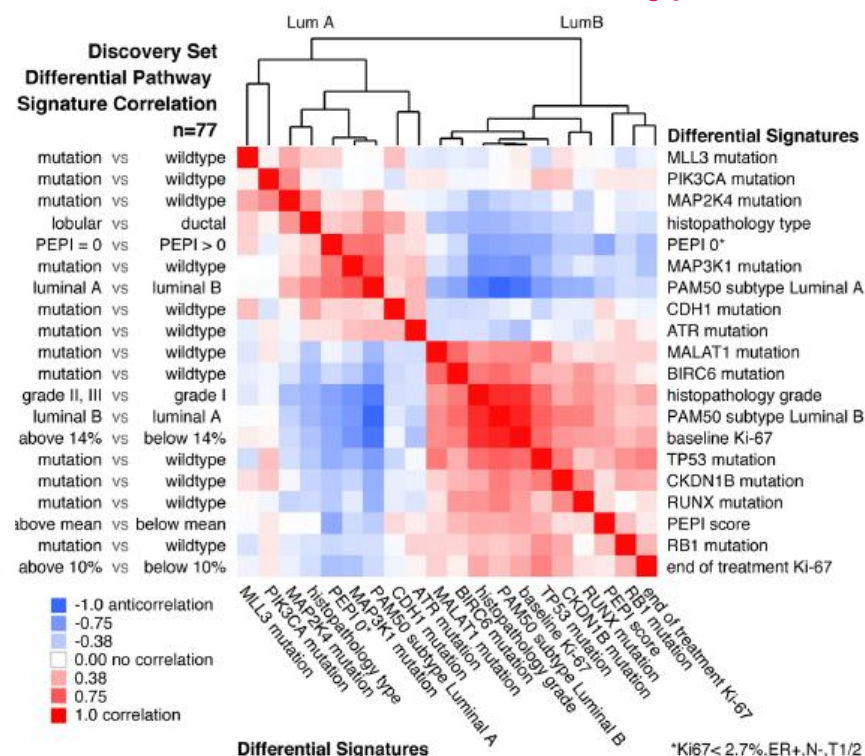 Lum A LumB
Discovery Set
Differential Pathway
Signature Correlation
n=77
Differential Signatures
mutation vs wildtype MLL3 mutation
mutation vs wildtype PIK3CA mutation
mutation vs wildtype MAP2K4 mutation
lobular vs ductal histopathology type
PEPI = 0 vs PEPI > 0 PEPI 0*
mutation vs wildtype MAP3K1 mutation
luminal A vs luminal B PAM50 subtype Luminal A
mutation vs wildtype CDH1 mutation
mutation vs wildtype ATR mutation
mutation vs wildtype MALAT1 mutation
mutation vs wildtype BIRC6 mutation
grade II, III vs grade I histopathology grade
luminal B vs luminal A PAM50 subtype Luminal B
above 14% vs below 14% baseline Ki-67
mutation vs wildtype TP53 mutation
mutation vs wildtype CKDN1B mutation
mutation vs wildtype RUNX mutation
above mean vs below mean PEPI score
mutation vs wildtype RB1 mutation
above 10% vs below 10% end of treatment Ki-67
-1.0 anticorrelation
-0.75
-0.38
0.00 no correlation
0.38
0.75
1.0 correlation
MLL3 mutation
PIK3CA mutation
MAP2K4 mutation
histopathology type
PEPI 0*
MAP3K1 mutation
PAM50 subtype Luminal A
CDH1 mutation
ATR mutation
MALAT1 mutation
BIRC6 mutation
histopathology grade
PAM50 subtype Luminal B
baseline Ki-67
TP53 mutation
CKDN1B mutation
RUNX mutation
PEPI score
RB1 mutation
end of treatment Ki-67
Differential Signatures
*Ki67< 2.7%,ER+,N-,T1/2